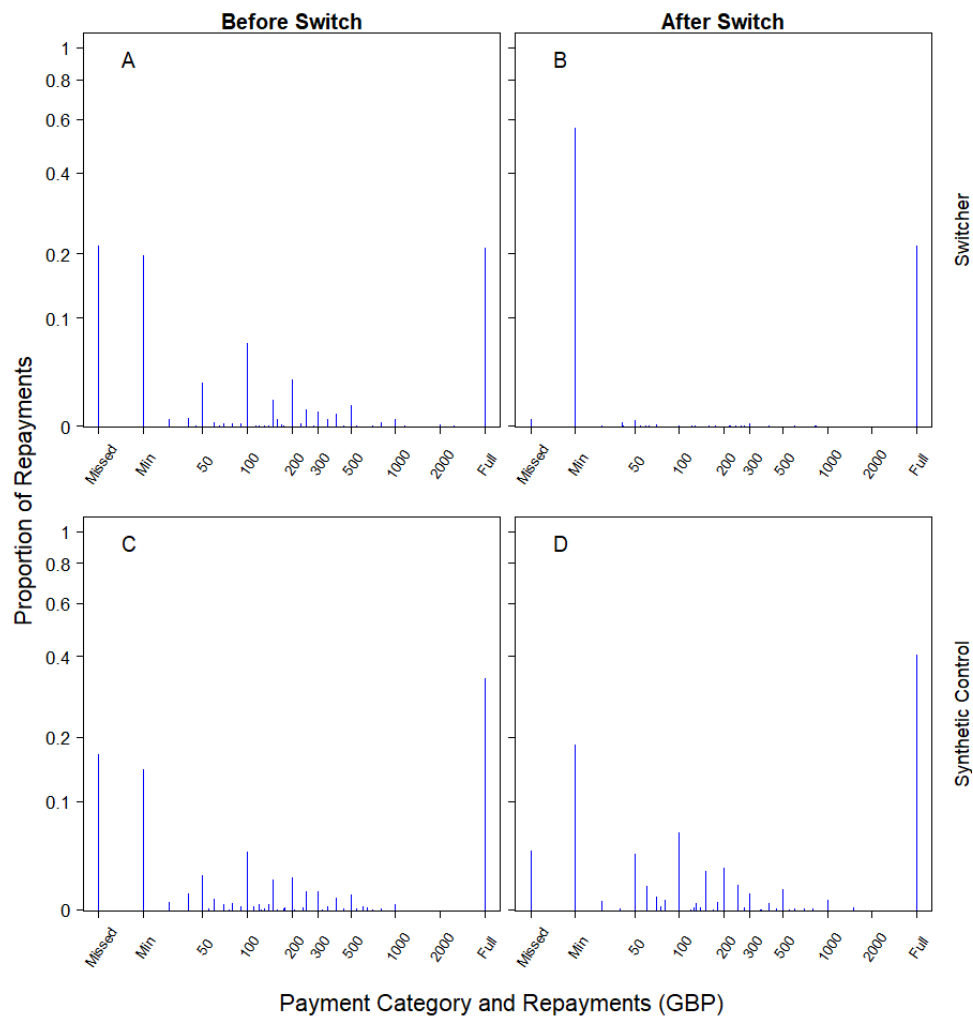 Before Switch
After Switch
A
B
1
0.8
0.6
0.4
0.2
0.1
0
Missed
Min
50
100
200
300
500
1000
2000
Full
Missed
Min
50
100
200
300
500
1000
2000
Full
Switcher
Proportion of Repayments
C
D
1
0.8
0.6
0.4
0.2
0.1
0
Missed
Min
50
100
200
300
500
1000
2000
Full
Missed
Min
50
100
200
300
500
1000
2000
Full
Synthetic Control
Payment Category and Repayments (GBP)